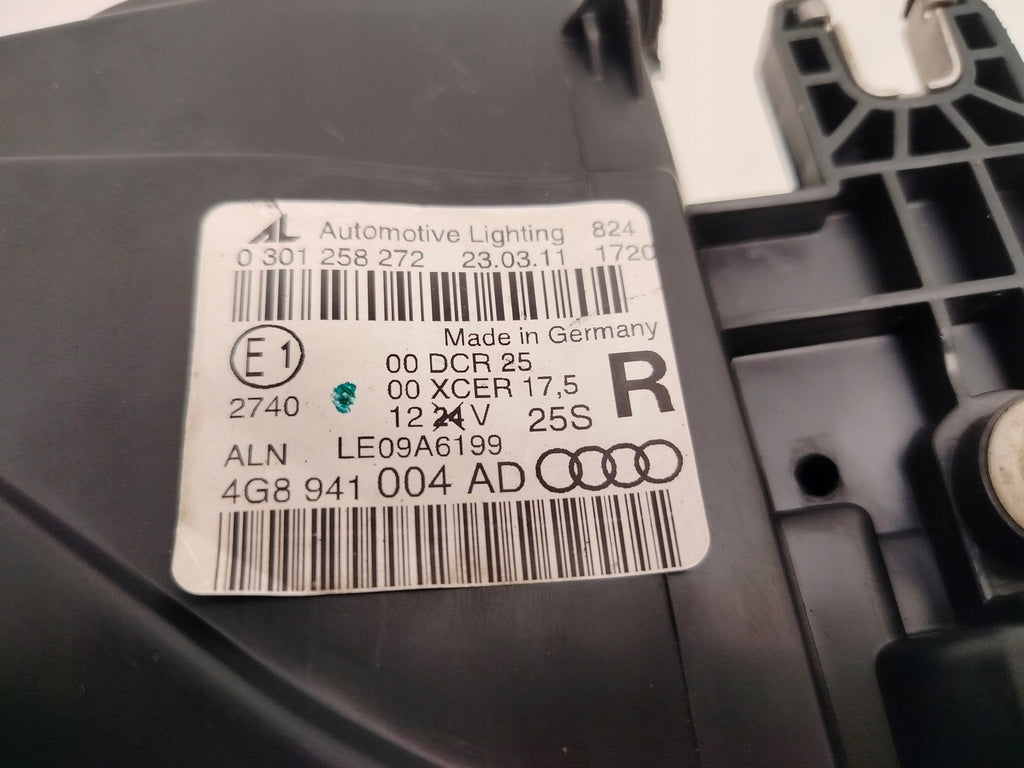 AL Automotive Lighting 824
0 301 258 272 23.03.11 1720
Made in Germany
E1
00 DCR 25
00 XCER 17,5
R
2740
12 24 V 25S
ALN LE09A6199
4G8 941 004 AD